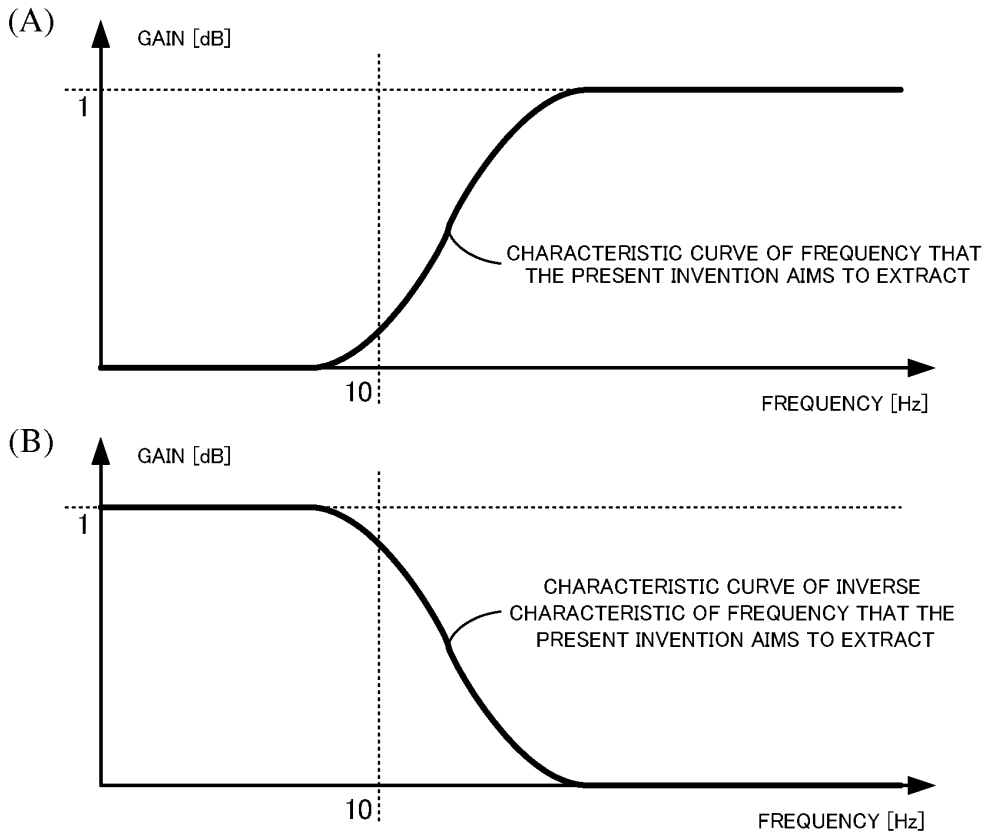 (A)
GAIN [dB]
1
CHARACTERISTIC CURVE OF FREQUENCY THAT
THE PRESENT INVENTION AIMS TO EXTRACT
10
FREQUENCY [Hz]
(B)
GAIN [dB]
1
CHARACTERISTIC CURVE OF INVERSE
CHARACTERISTIC OF FREQUENCY THAT THE
PRESENT INVENTION AIMS TO EXTRACT
10
FREQUENCY [Hz]